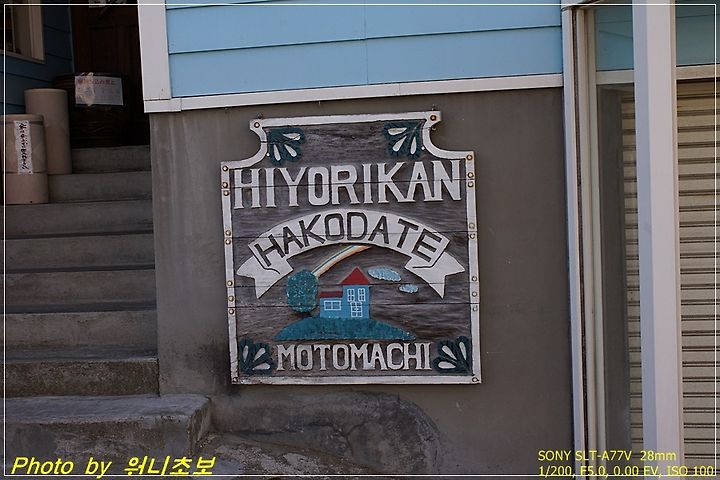 HIYORIKAN
HAKODATE
MOTOMACHI
Photo by 워니초보
SONY SLT-A77V 28mm
1/200, F5.0, 0.00 EV, ISO 100